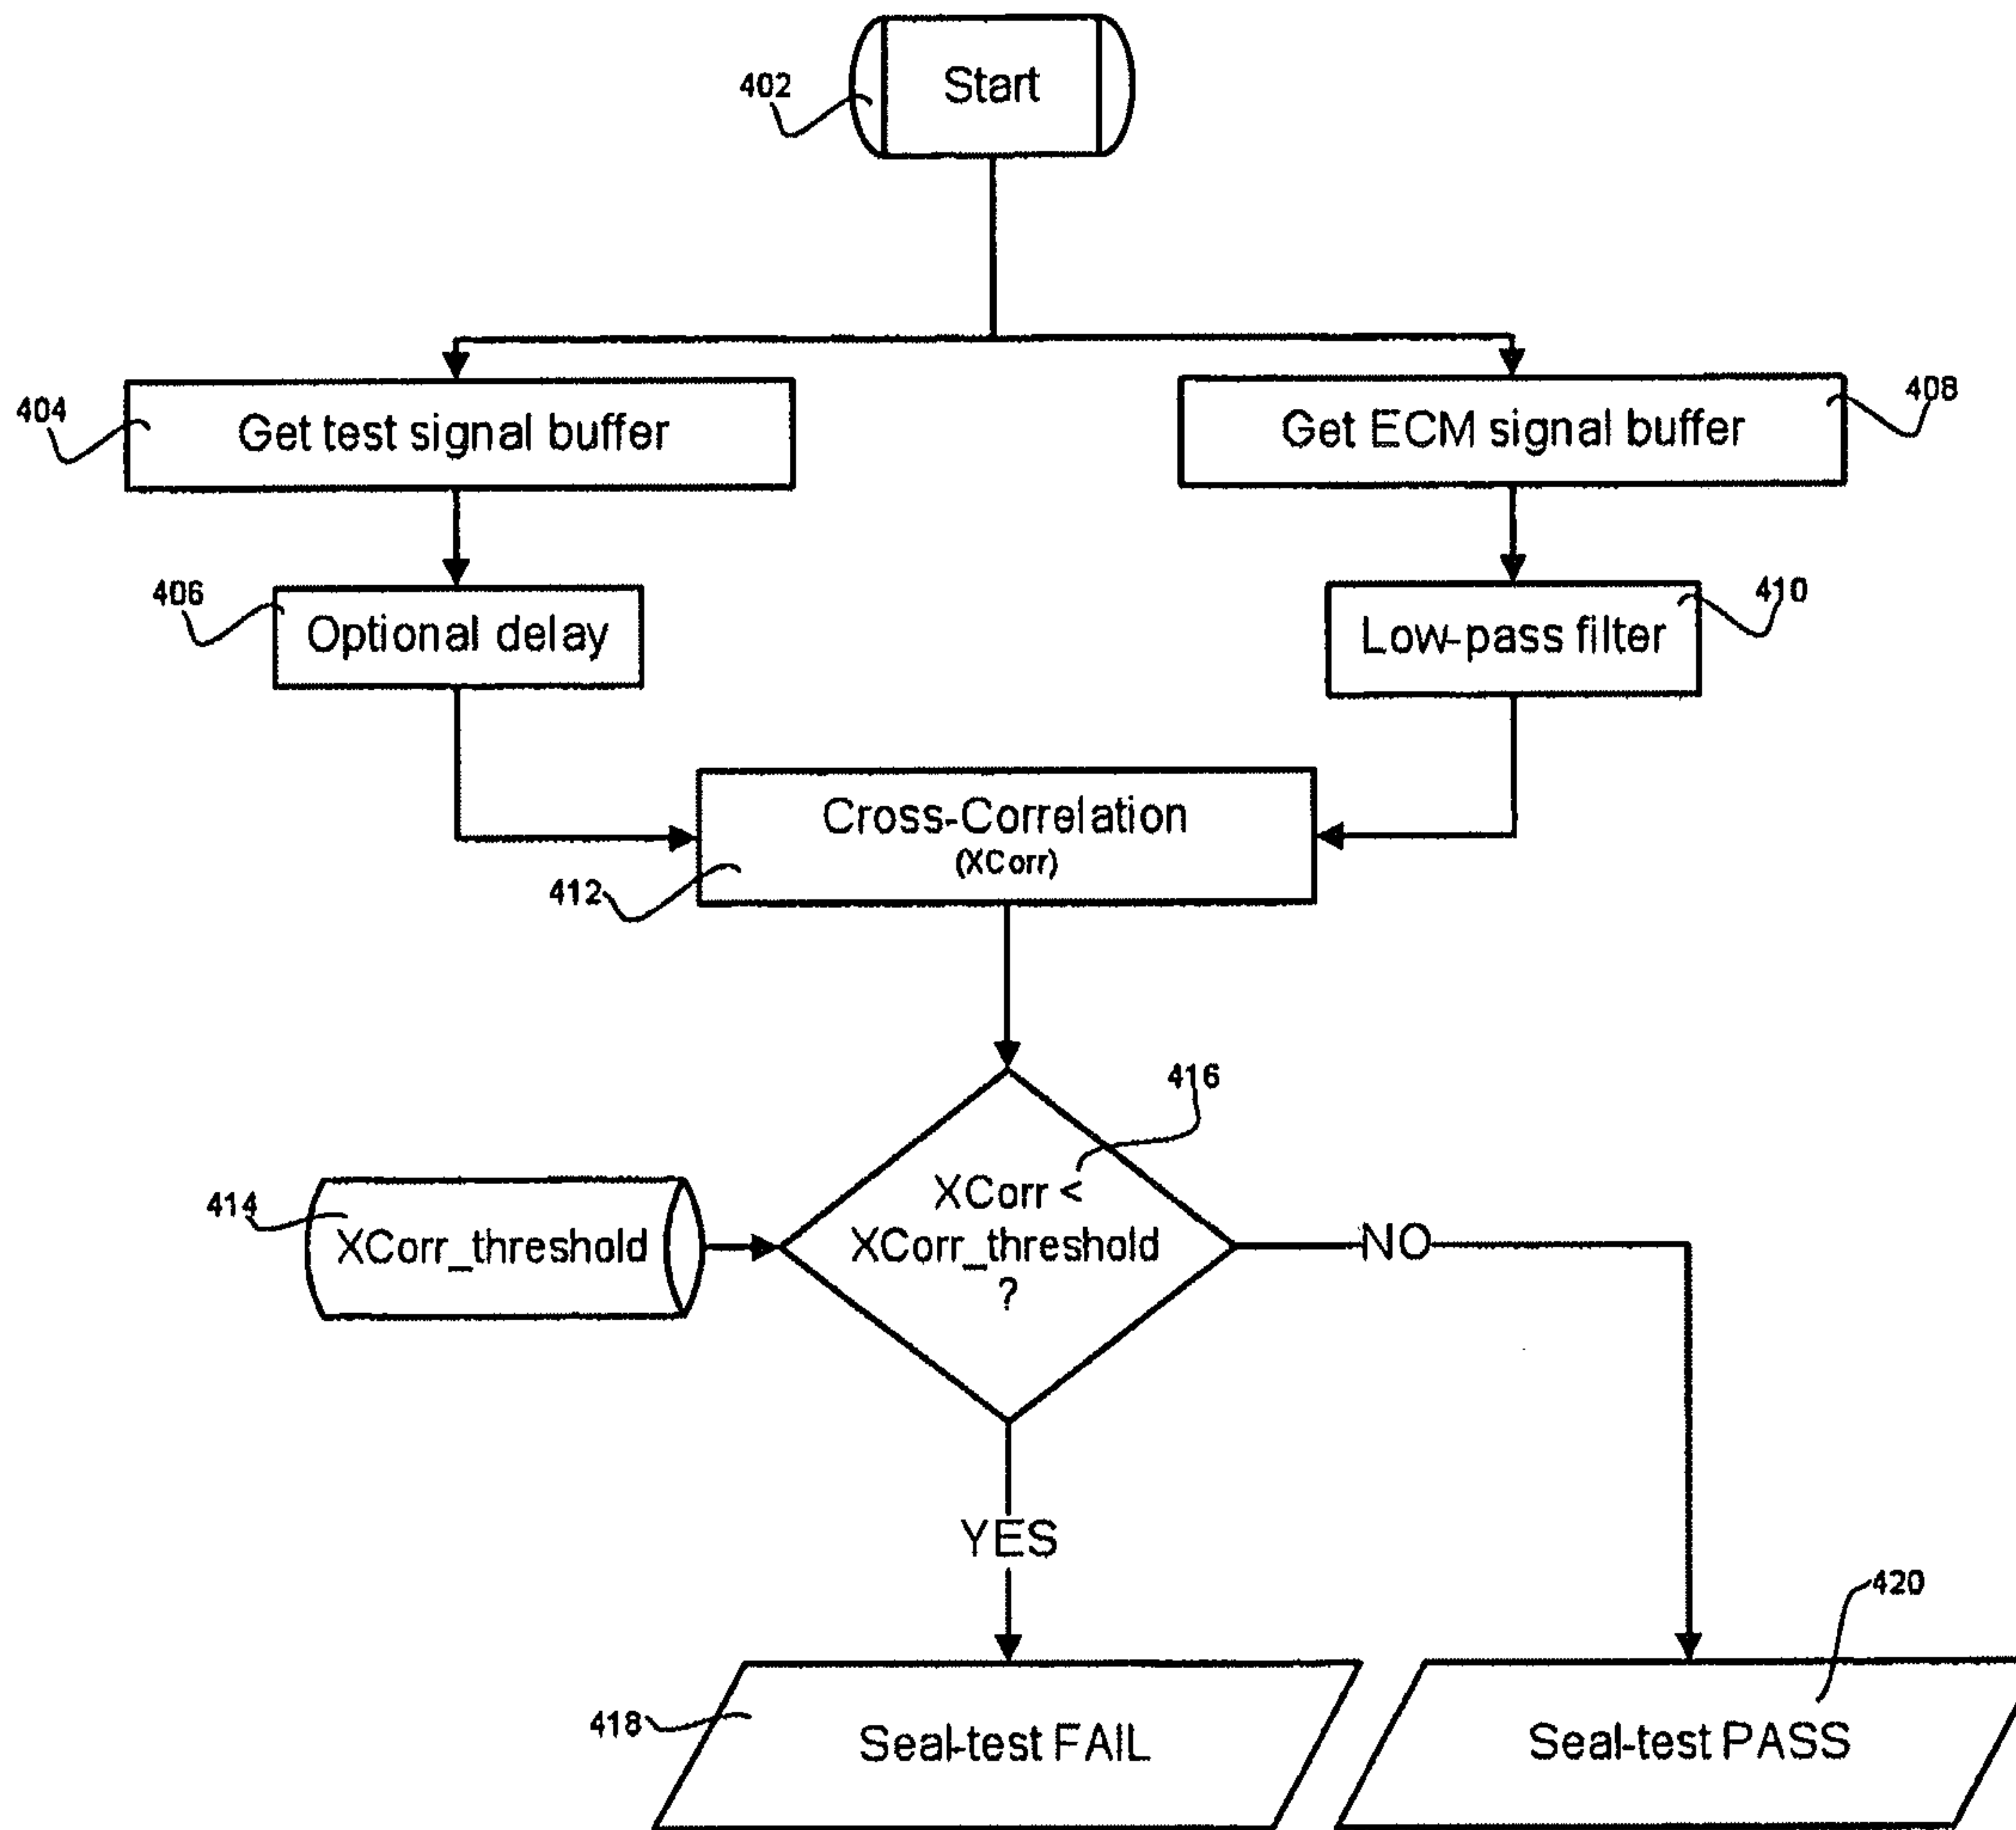 402
Start
404
Get test signal buffer
408
Get ECM signal buffer
406
Optional delay
410
Low-pass filter
Cross-Correlation
(XCorr)
412
416
414
XCorr_threshold
XCorr <
XCorr_threshold
?
NO
YES
420
418
Seal-test FAIL
Seal-test PASS